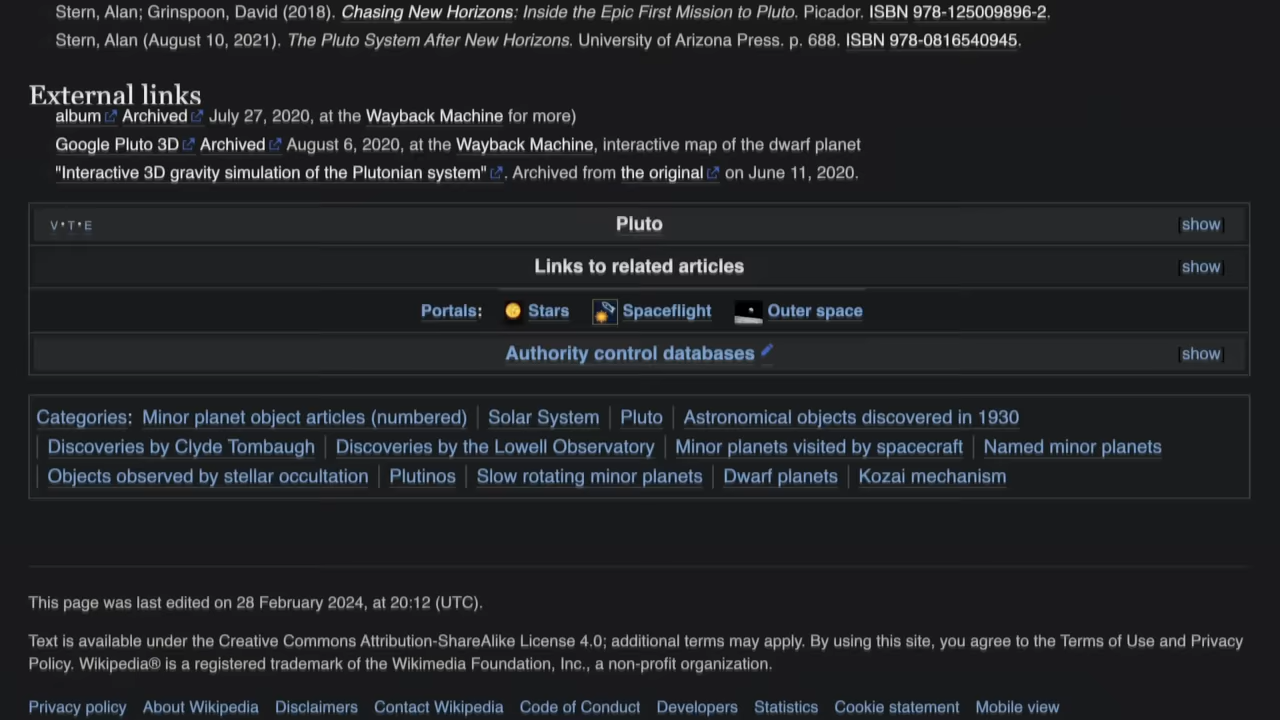 Stern, Alan; Grinspoon, David (2018). Chasing New Horizons: Inside the Epic First Mission to Pluto. Picador. ISBN 978-125009896-2.
Stern, Alan (August 10, 2021). The Pluto System After New Horizons. University of Arizona Press. p. 688. ISBN 978-0816540945.
External links
album Archived July 27, 2020, at the Wayback Machine for more)
Google Pluto 3D Archived August 6, 2020, at the Wayback Machine, interactive map of the dwarf planet
"Interactive 3D gravity simulation of the Plutonian system". Archived from the original on June 11, 2020.
V•T•E Pluto [show]
Links to related articles [show]
Portals: Stars Spaceflight Outer space
Authority control databases [show]
Categories: Minor planet object articles (numbered) | Solar System | Pluto | Astronomical objects discovered in 1930
| Discoveries by Clyde Tombaugh | Discoveries by the Lowell Observatory | Minor planets visited by spacecraft | Named minor planets
| Objects observed by stellar occultation | Plutinos | Slow rotating minor planets | Dwarf planets | Kozai mechanism
This page was last edited on 28 February 2024, at 20:12 (UTC).
Text is available under the Creative Commons Attribution-ShareAlike License 4.0; additional terms may apply. By using this site, you agree to the Terms of Use and Privacy
Policy. Wikipedia® is a registered trademark of the Wikimedia Foundation, Inc., a non-profit organization.
Privacy policy About Wikipedia Disclaimers Contact Wikipedia Code of Conduct Developers Statistics Cookie statement Mobile view